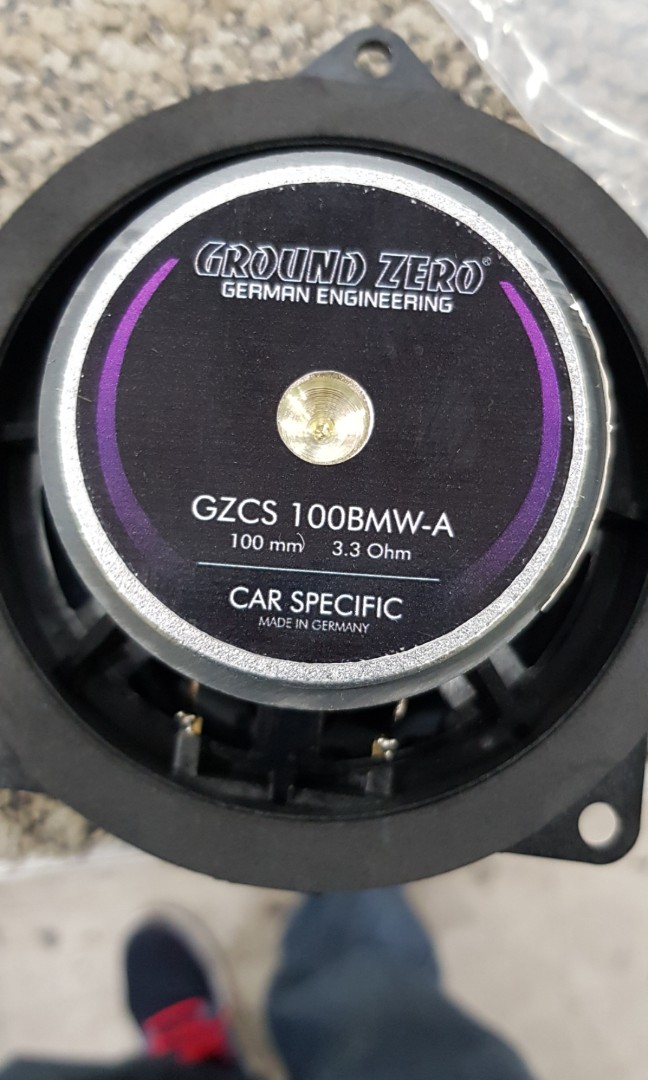 GROUND ZERO®
GERMAN ENGINEERING
GZCS 100BMW-A
100 mm 3.3 Ohm
CAR SPECIFIC
MADE IN GERMANY